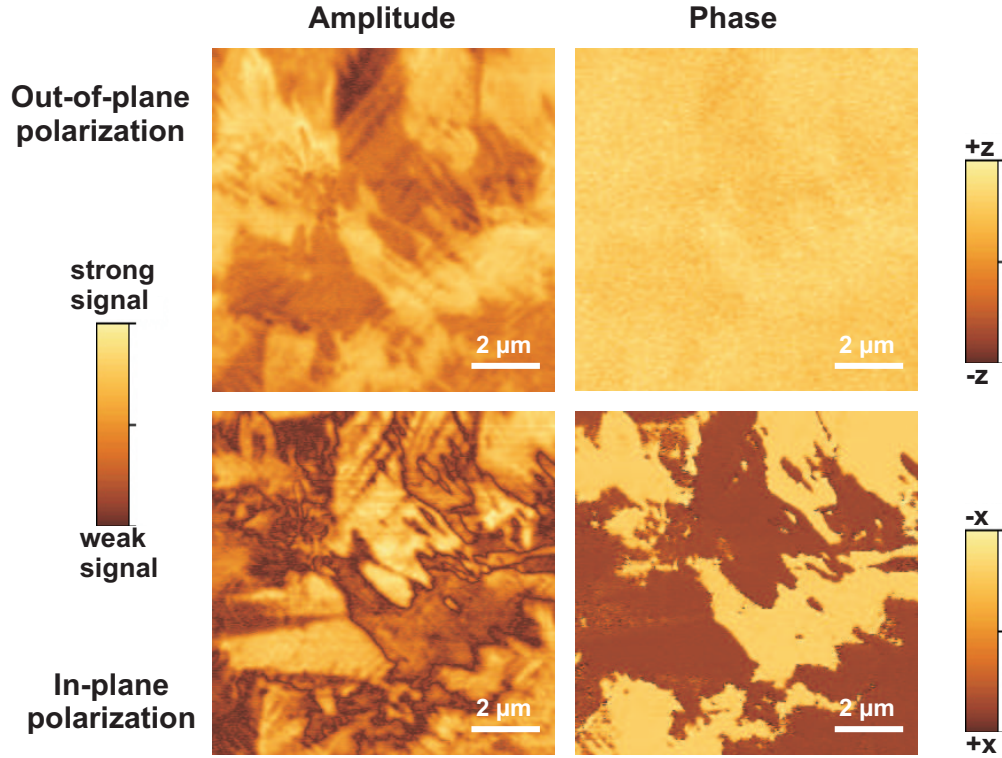 Amplitude
Phase
Out-of-plane
polarization
+z
-z
2 µm
2 µm
strong
signal
weak
signal
-x
+x
In-plane
polarization
2 µm
2 µm